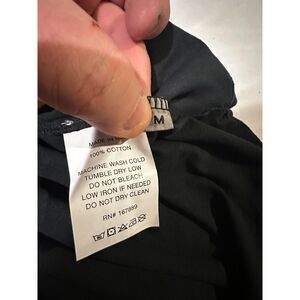 M
MADE IN
100% COTTON
MACHINE WASH COLD
TUMBLE DRY LOW
DO NOT BLEACH
LOW IRON IF NEEDED
DO NOT DRY CLEAN
RN# 167899